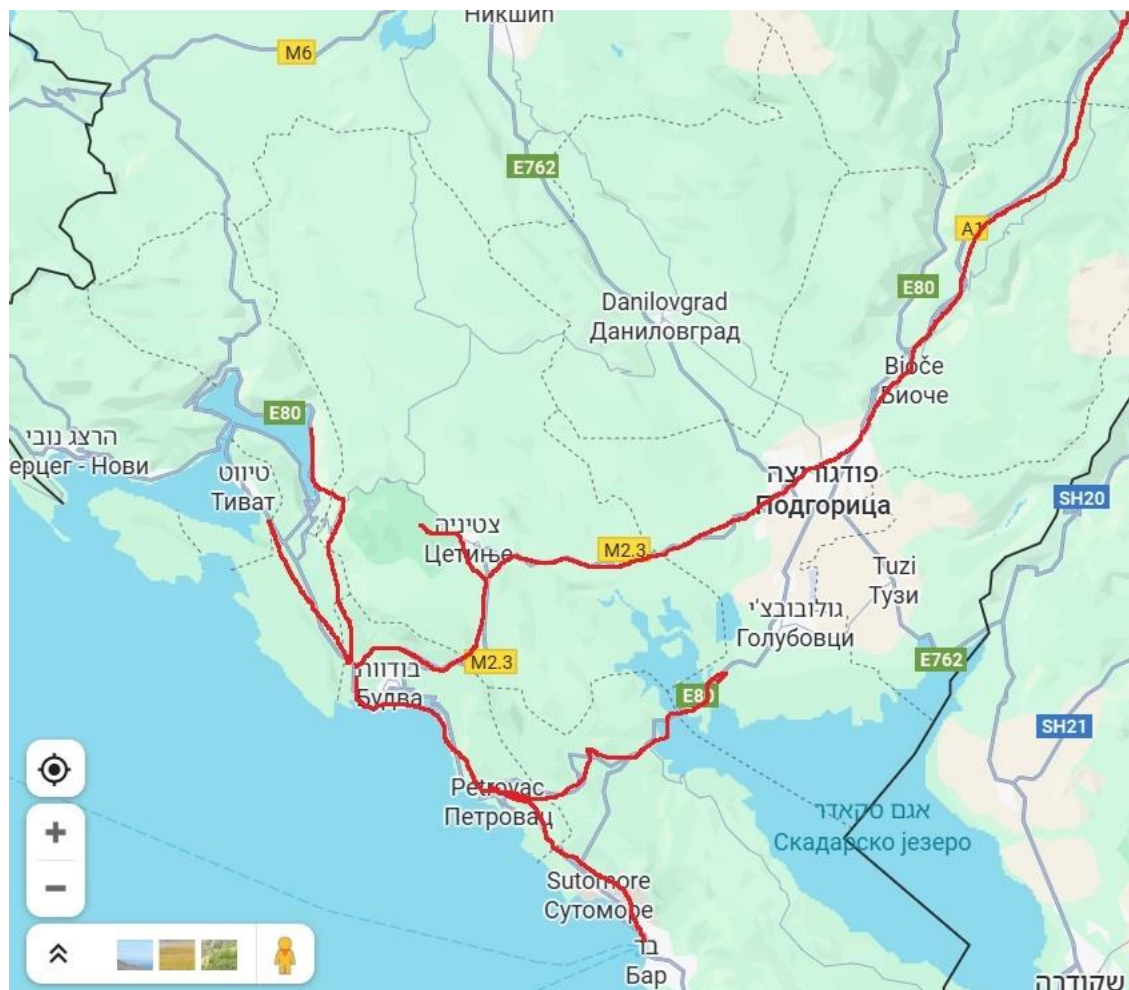 Никшић
M6
E762
A1
E80
Danilovgrad
Даниловград
Bioče
Биоче
E80
הרצג נובי
ерцег - Нови
טיווט
Тиват
פודגוריצה
Подгорица
SH20
צטיניה
Цетиње
M2.3
Tuzi
Тузи
גולובובצ'י
Голубовци
E762
בודווה
Будва
M2.3
E80
SH21
Petrovac
Петровац
אגם סקאדר
Скадарско језеро
Sutomore
Сутоморе
בר
Бар
שקודרה